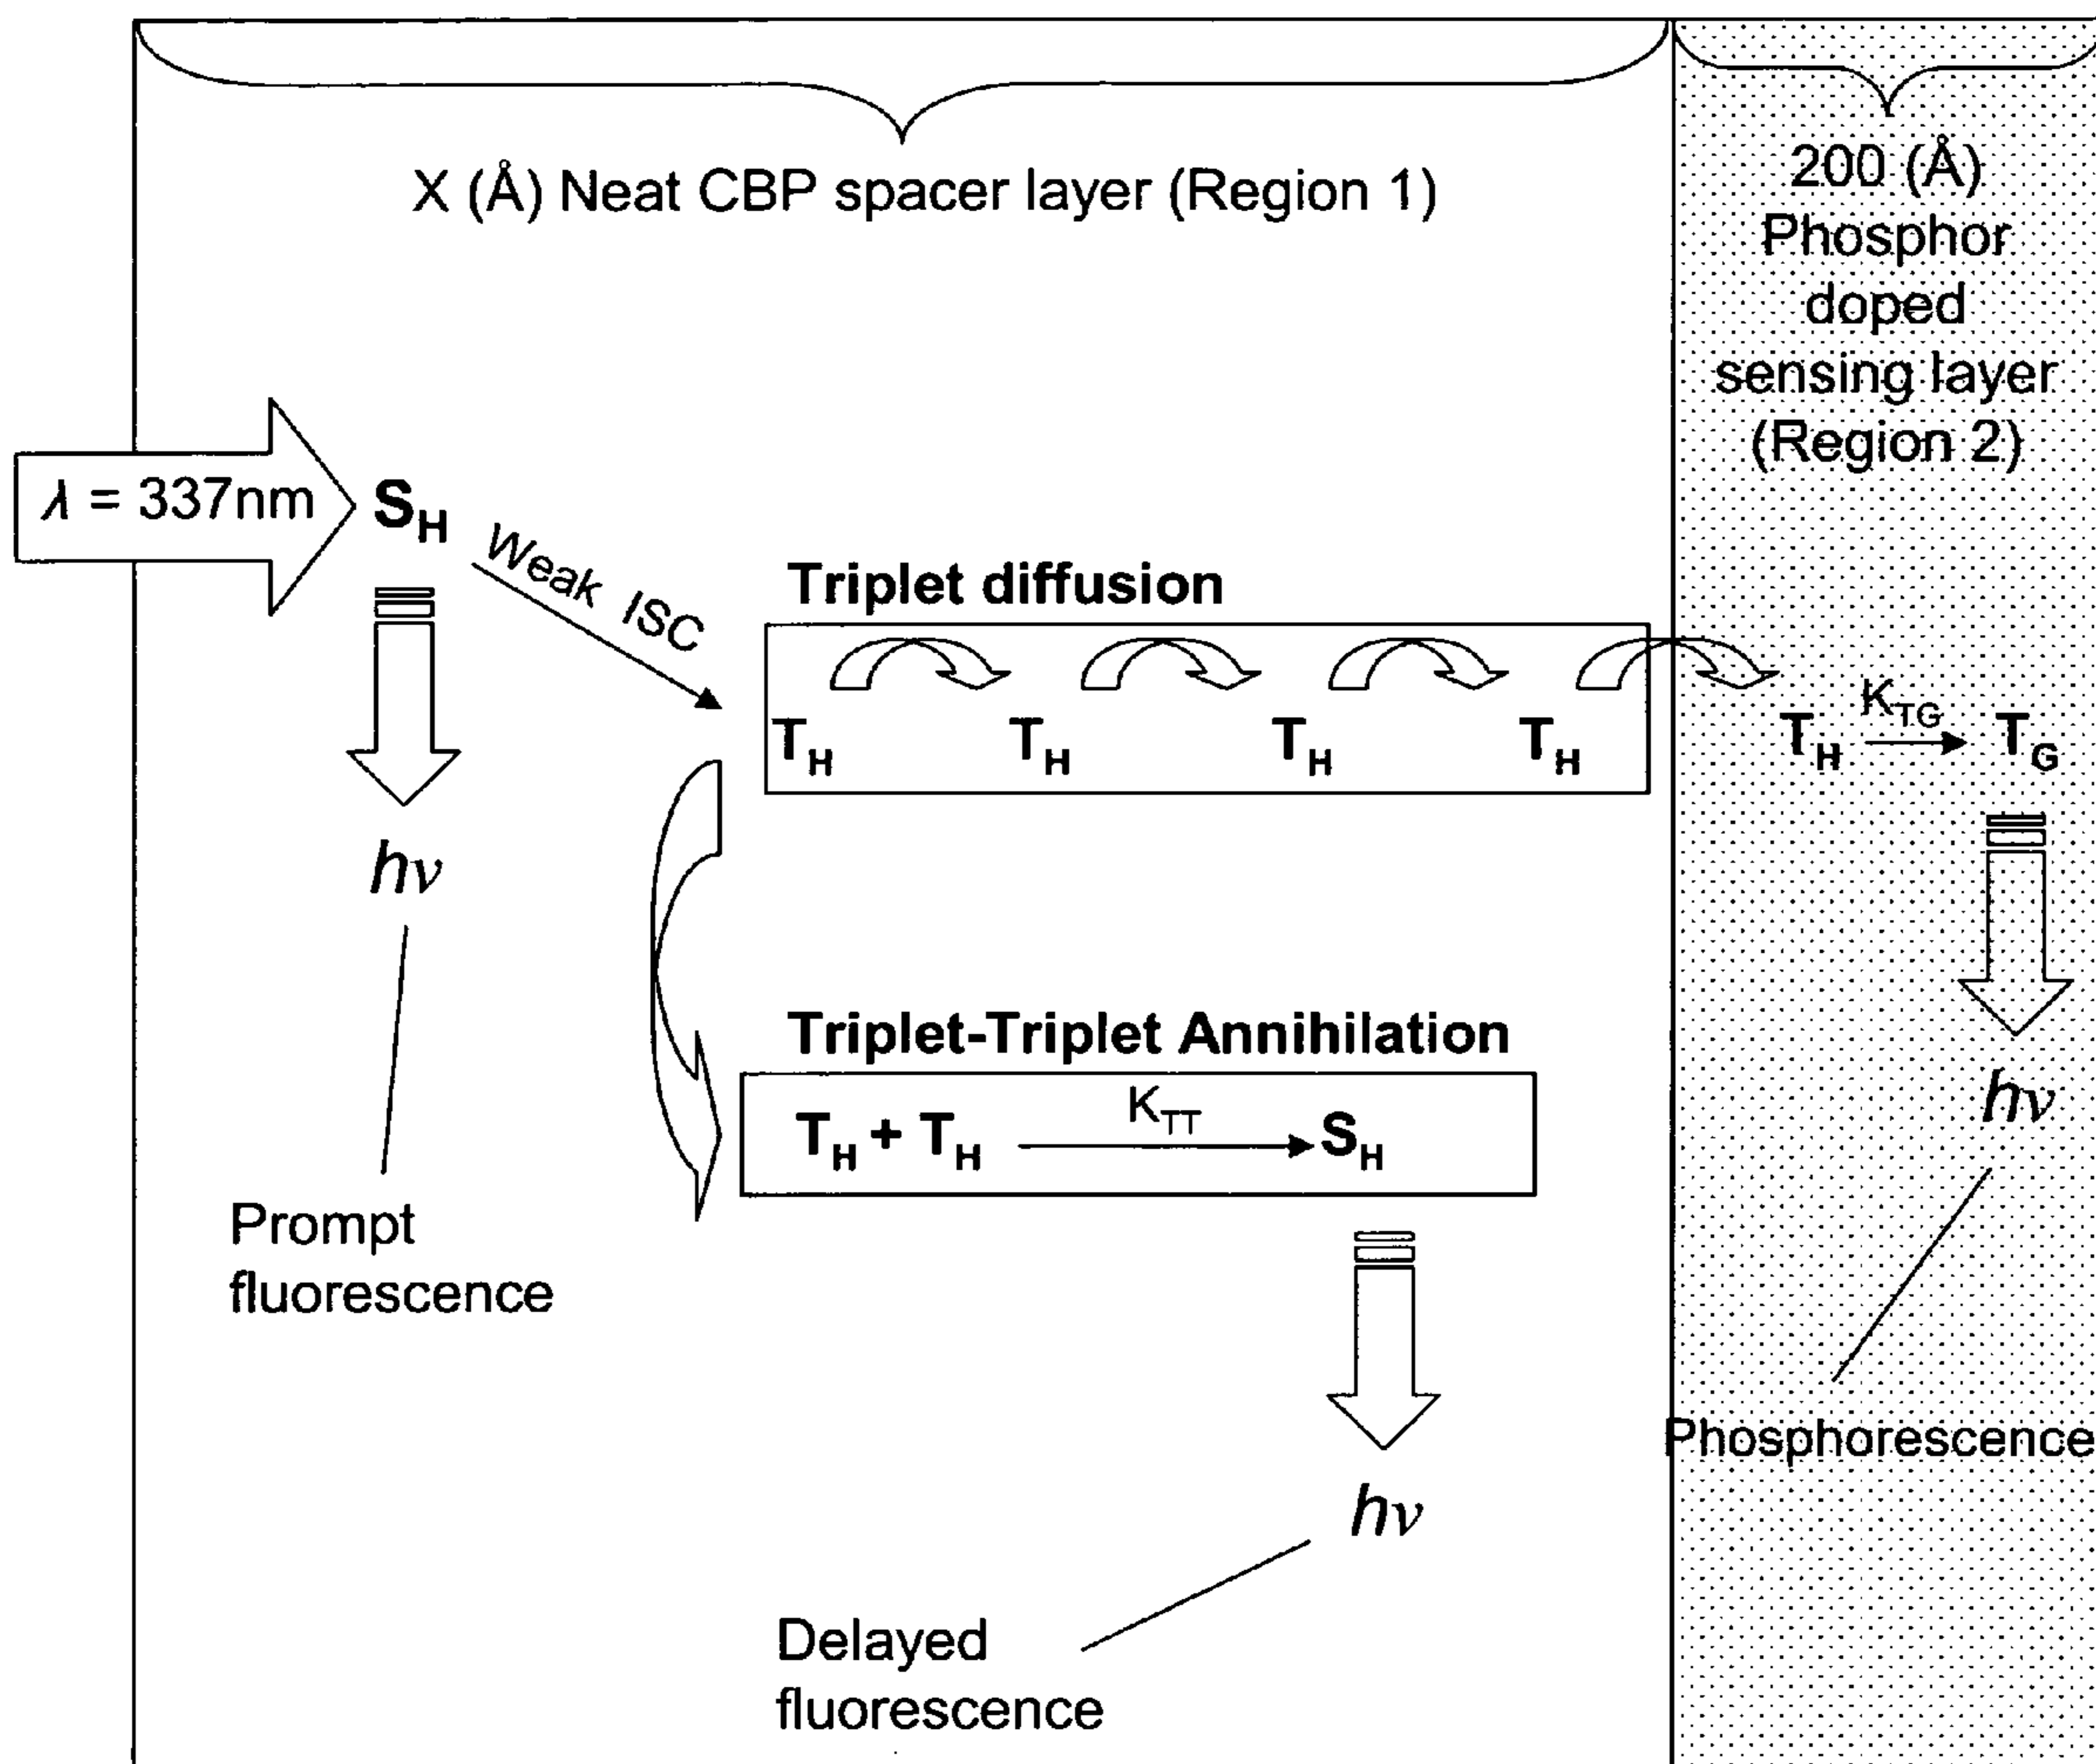 X (Å) Neat CBP spacer layer (Region 1)
200 (Å)
Phosphor
doped
sensing layer
(Region 2)
λ = 337nm
S_H
Weak ISC
Triplet diffusion
T_H T_H T_H T_H
T_H K_TG T_G
hν
Prompt
fluorescence
Triplet-Triplet Annihilation
T_H + T_H K_TT S_H
hν
Delayed
fluorescence
hν
Phosphorescence